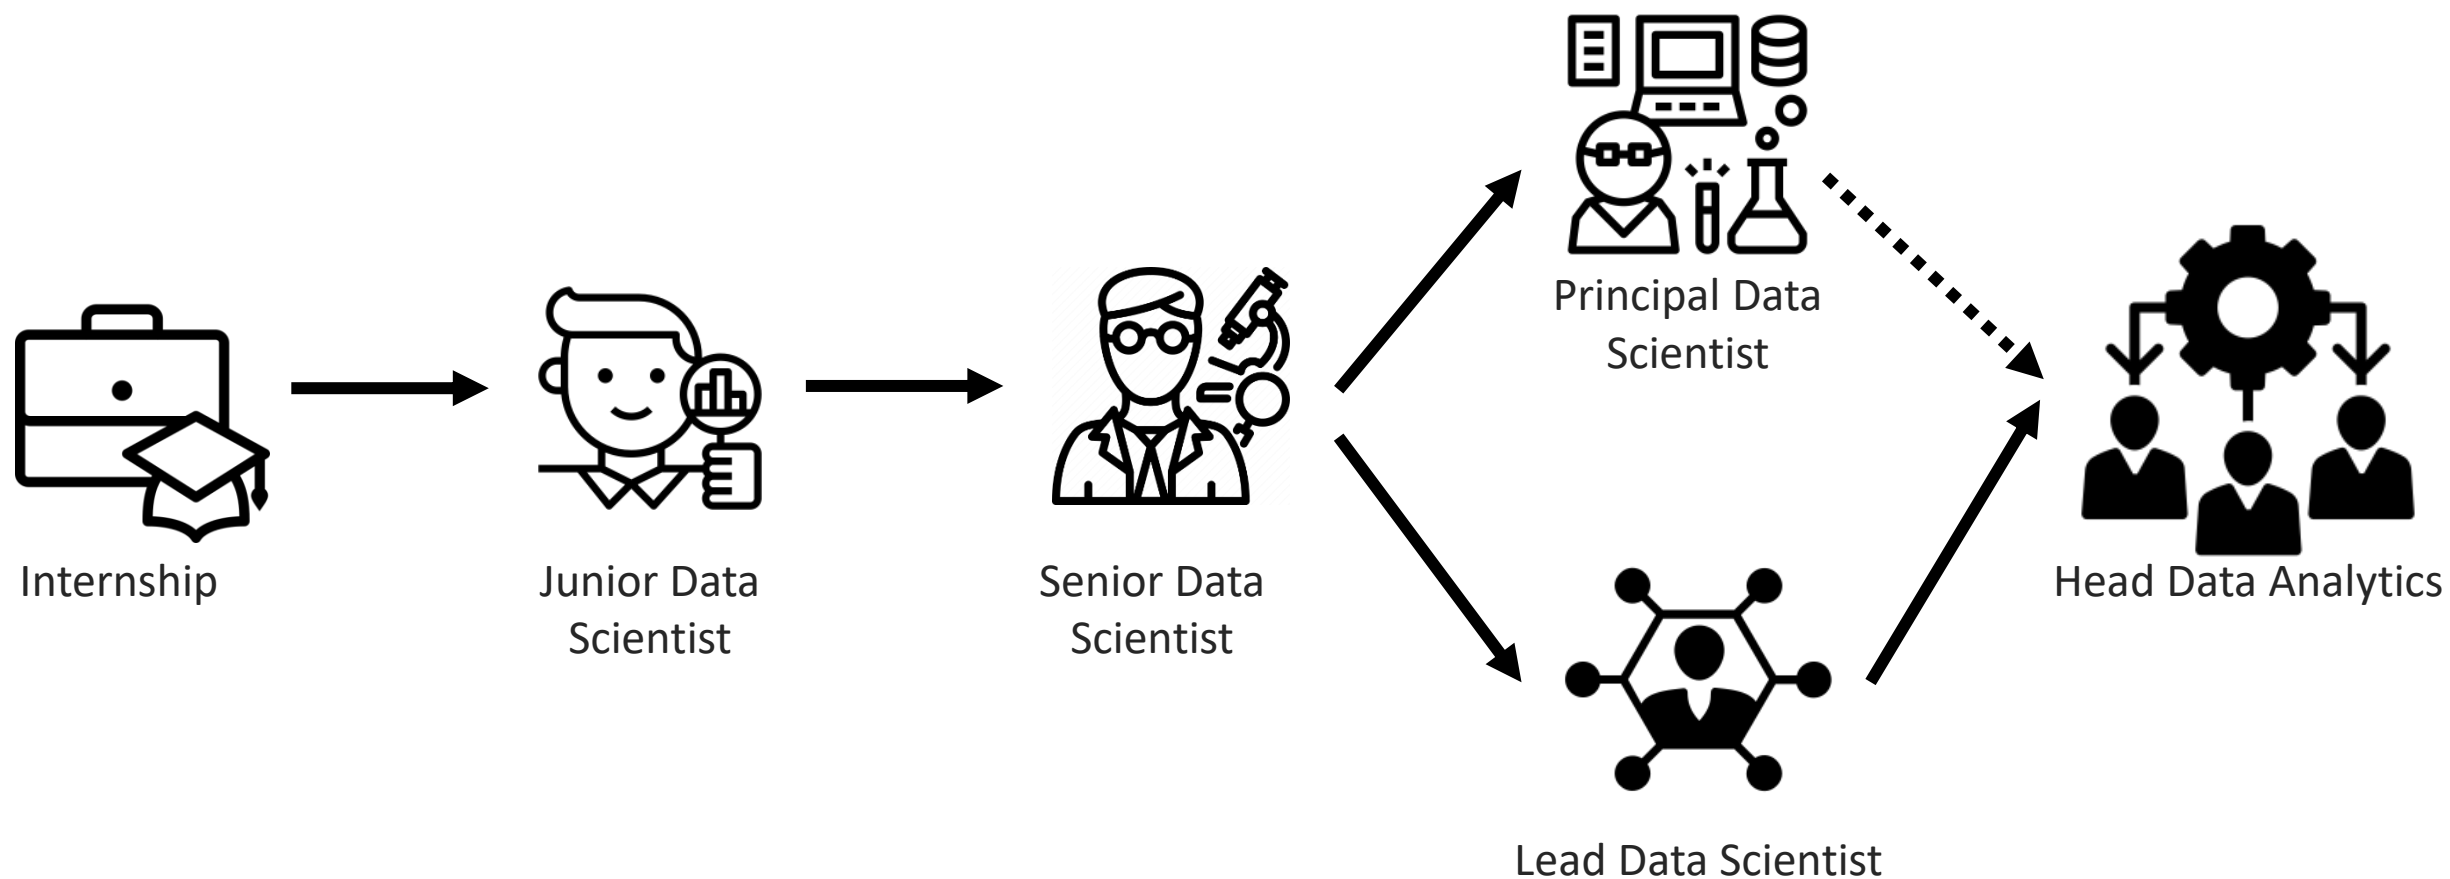 Internship
Junior Data
Scientist
Senior Data
Scientist
Principal Data
Scientist
Lead Data Scientist
Head Data Analytics